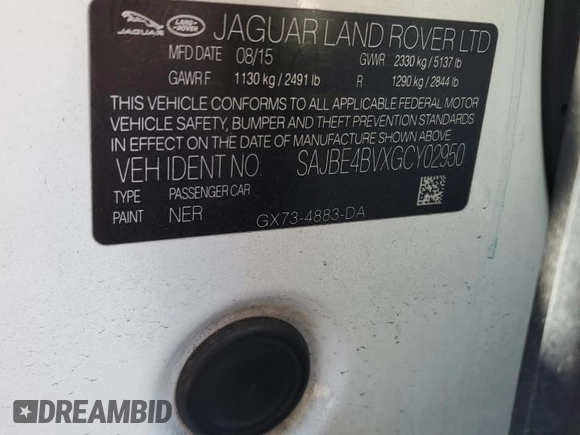 JAGUAR LAND-ROVER JAGUAR LAND ROVER LTD
MFD DATE 08/15 GVWR 2330 kg / 5137 lb
GAWR F 1130 kg / 2491 lb R 1290 kg / 2844 lb
THIS VEHICLE CONFORMS TO ALL APPLICABLE FEDERAL MOTOR
VEHICLE SAFETY, BUMPER AND THEFT PREVENTION STANDARDS
IN EFFECT ON THE DATE OF MANUFACTURE SHOWN ABOVE.
VEH IDENT NO: SAJBE4BVXGCY02950
TYPE PASSENGER CAR
PAINT NER GX73-4883-DA
DREAMBID